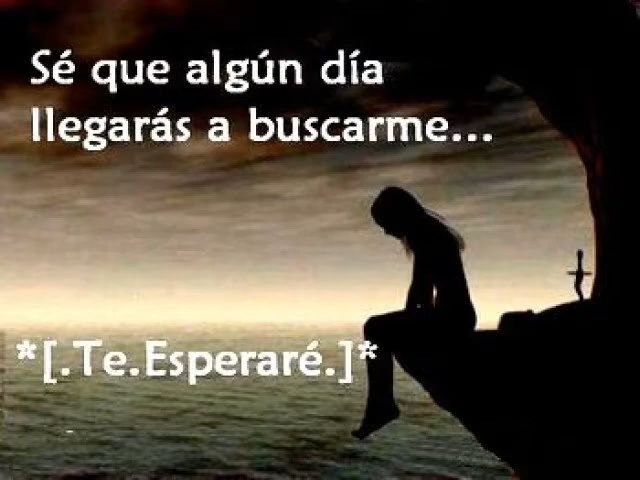 Sé que algún día
llegarás a buscarme...
*[.Te.Esperaré.]*